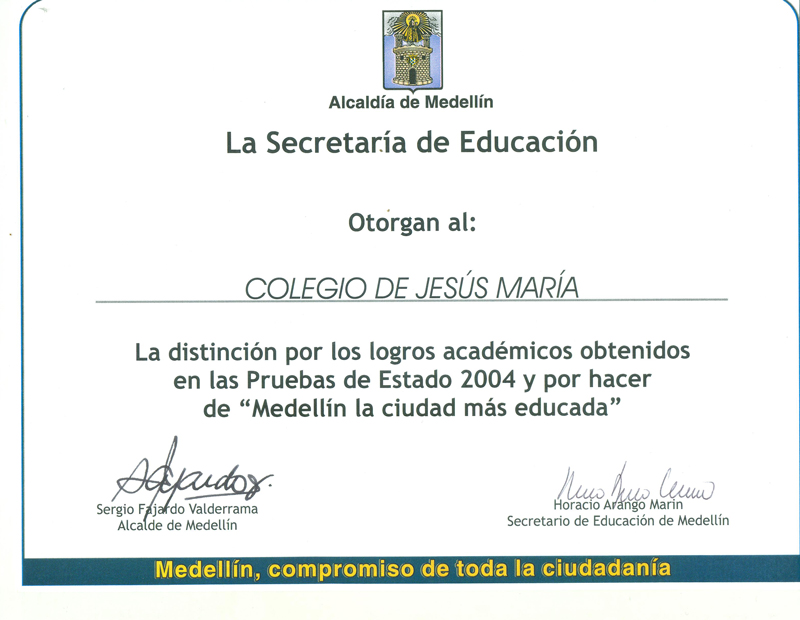 Alcaldía de Medellín
La Secretaría de Educación
Otorgan al:
COLEGIO DE JESÚS MARÍA
La distinción por los logros académicos obtenidos
en las Pruebas de Estado 2004 y por hacer
de “Medellín la ciudad más educada”
Sergio Fajardo Valderrama
Alcalde de Medellín
Horacio Arango Marin
Secretario de Educación de Medellín
Medellín, compromiso de toda la ciudadanía